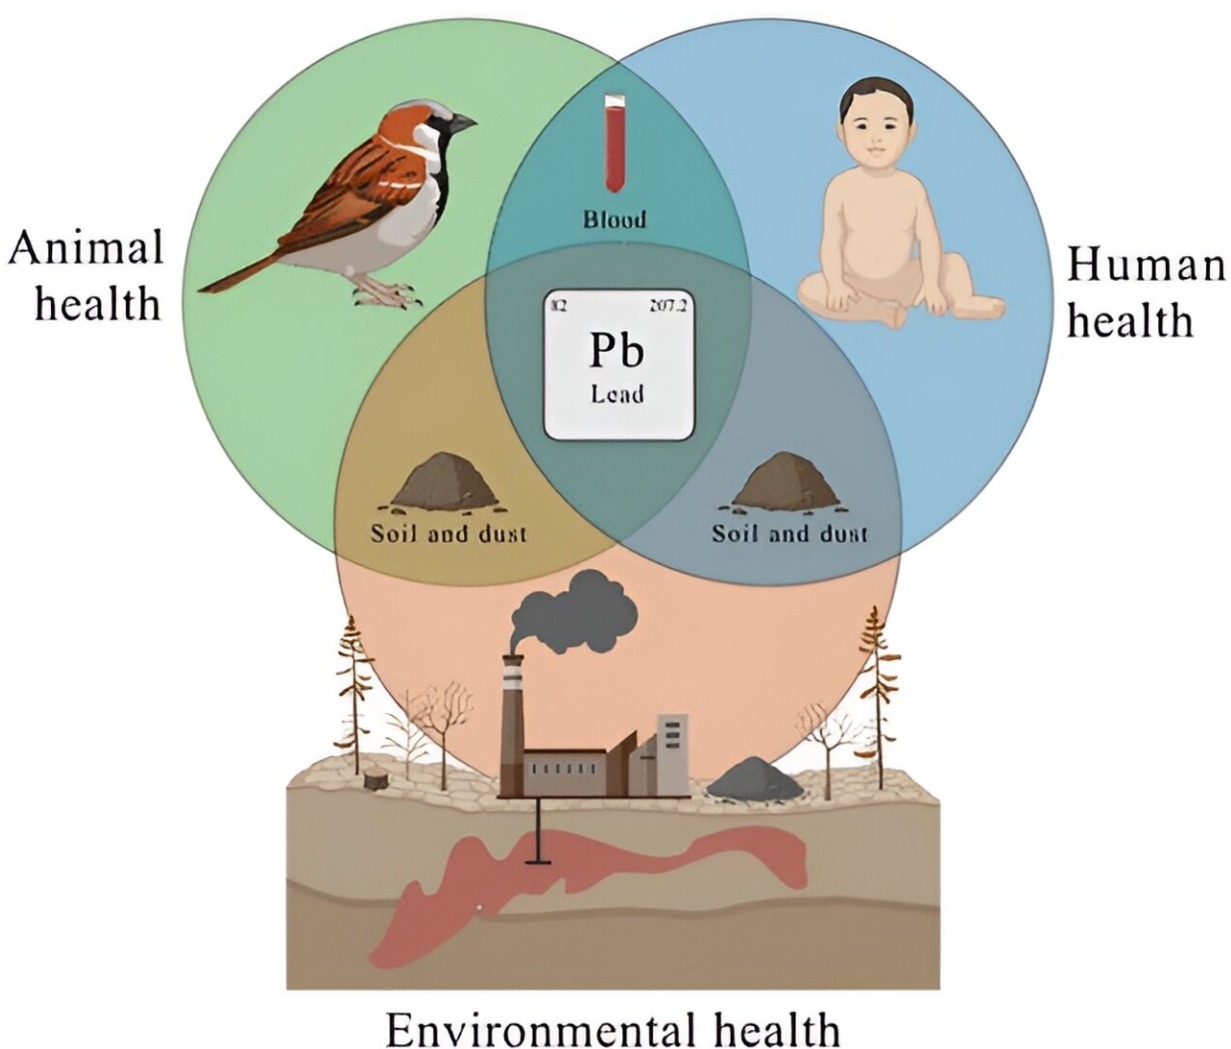 Blood
Animal
health
Human
health
82
207.2
Pb
Lead
Soil and dust
Soil and dust
Environmental health